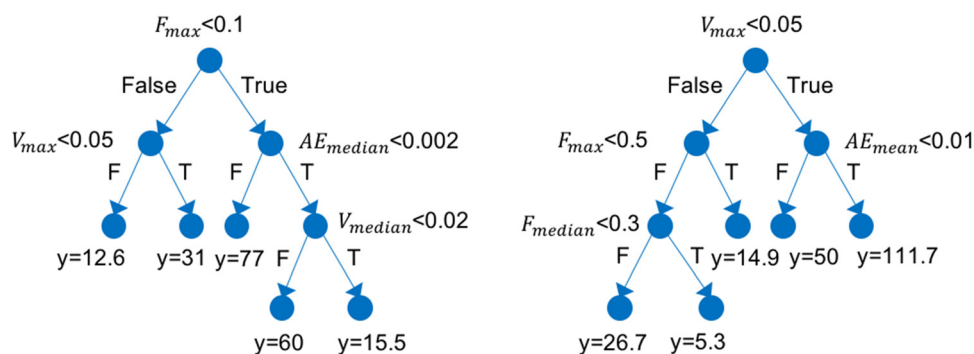 F_max<0.1
False True
V_max<0.05
AE_median<0.002
F T F T
V_median<0.02
y=12.6 y=31 y=77
F T
y=60 y=15.5
V_max<0.05
False True
F_max<0.5
AE_mean<0.01
F T F T
F_median<0.3
F T
y=14.9 y=50 y=111.7
y=26.7 y=5.3